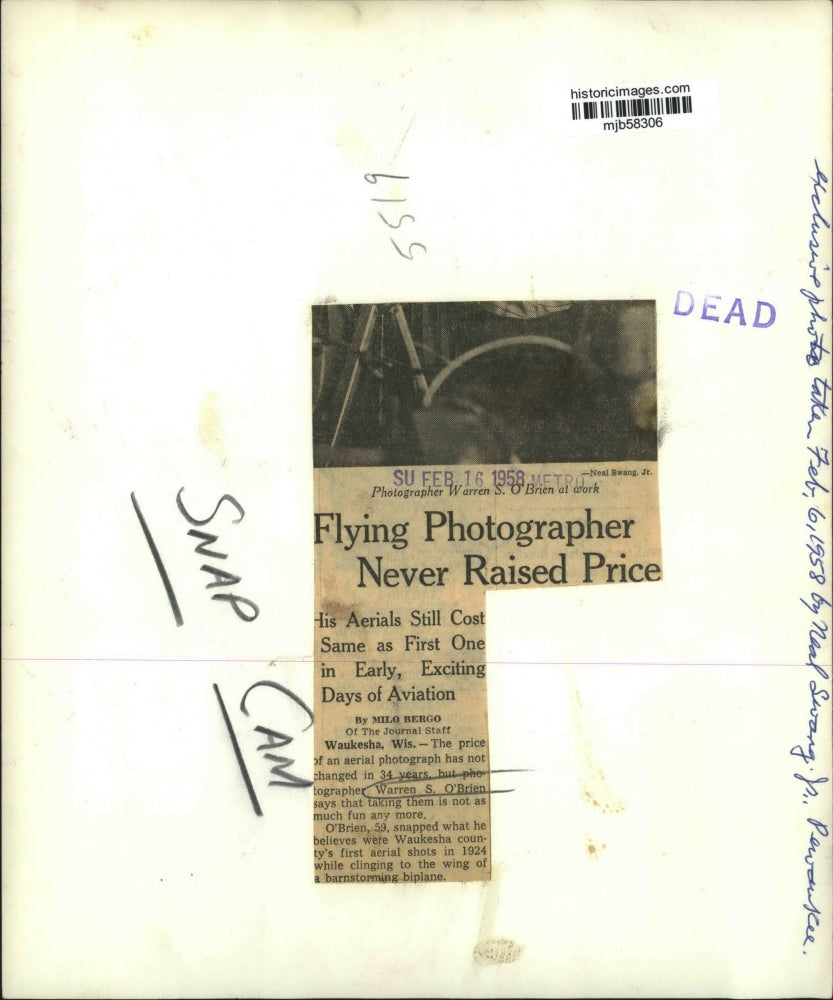 historicimages.com
mjb58306
6155
DEAD
exclusive photo taken Feb. 6, 1958 by Neal Swang, Jr., Pewaukee.
—Neal Swang, Jr.
SU FEB 16 1958 METRO
Photographer Warren S. O'Brien at work
Flying Photographer
Never Raised Price
His Aerials Still Cost
Same as First One
in Early, Exciting
Days of Aviation
By MILO BERGO
Of The Journal Staff
Waukesha, Wis. — The price
of an aerial photograph has not
changed in 34 years, but pho-
tographer Warren S. O'Brien
says that taking them is not as
much fun any more.
O'Brien, 59, snapped what he
believes were Waukesha coun-
ty's first aerial shots in 1924
while clinging to the wing of
a barnstorming biplane.
SNAP
CAM